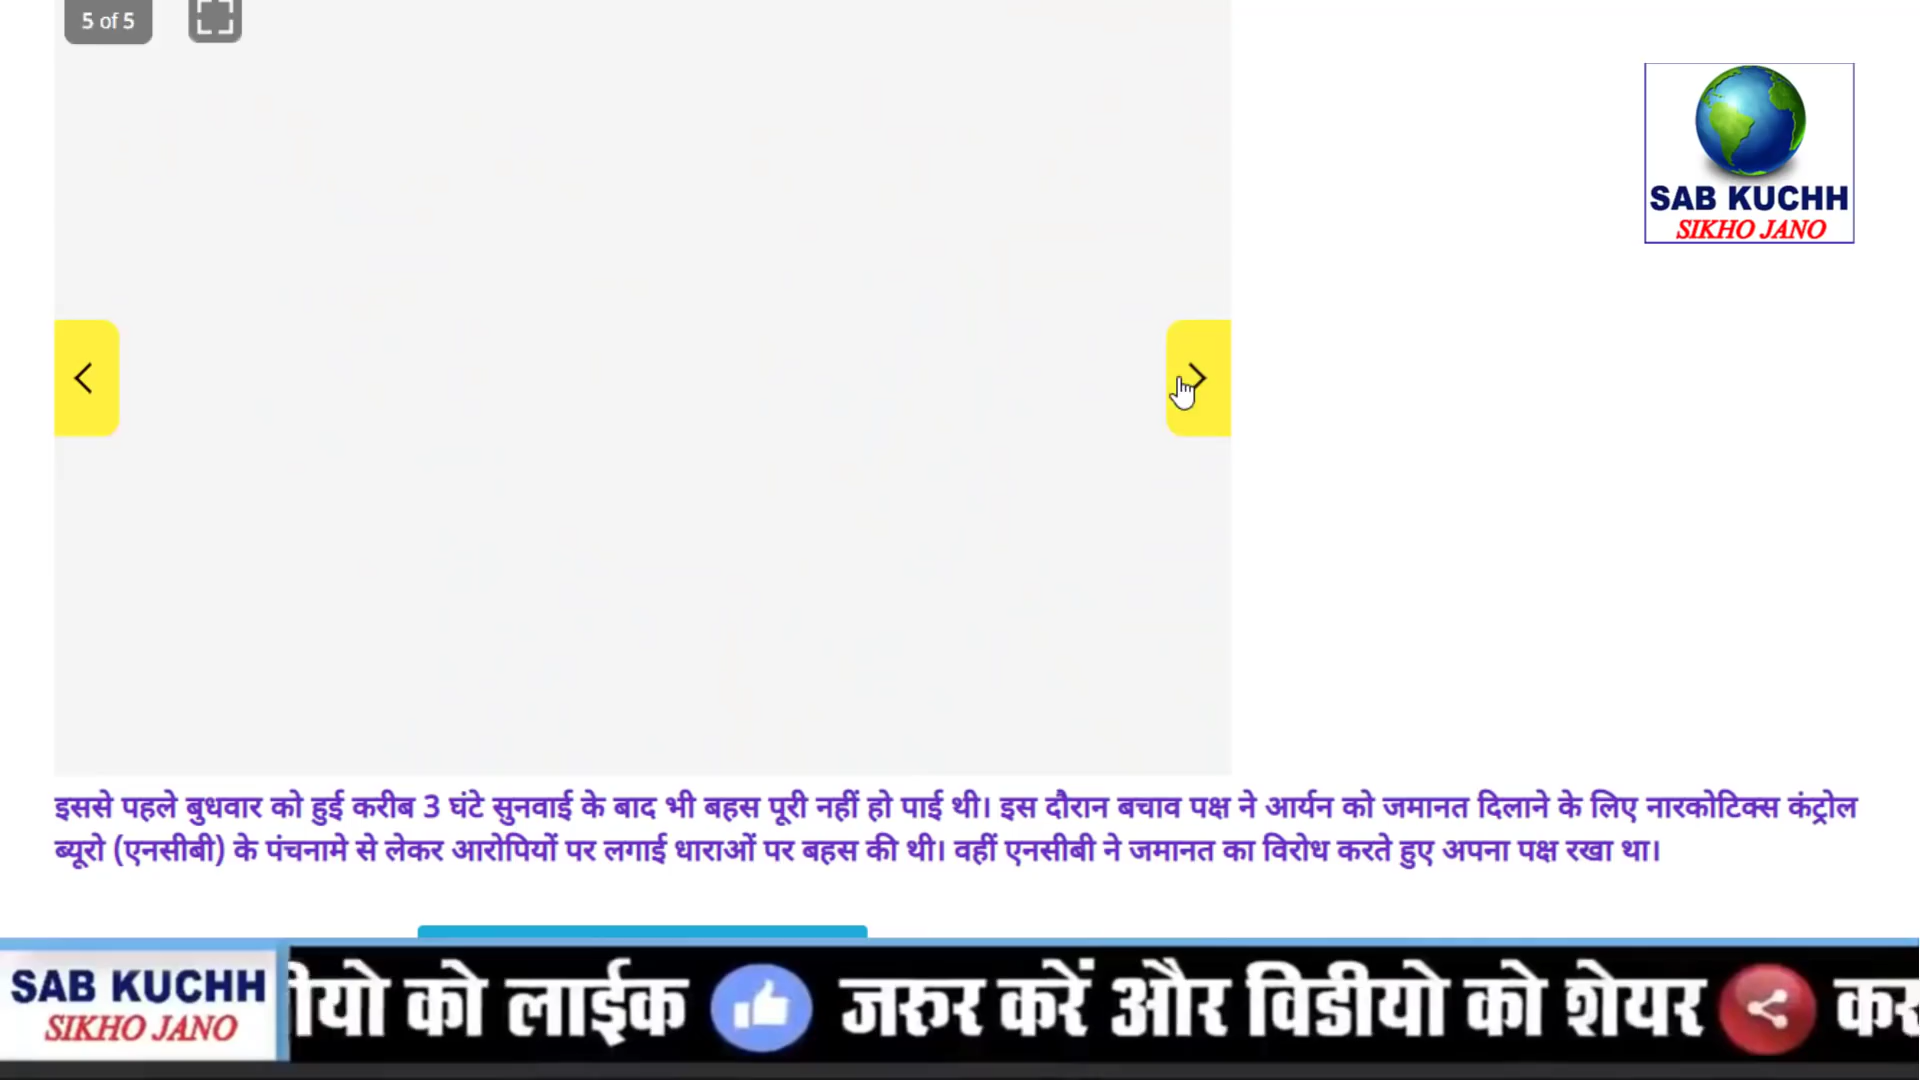 5 of 5
SAB KUCHH
SIKHO JANO
इससे पहले बुधवार को हुई करीब 3 घंटे सुनवाई के बाद भी बहस पूरी नहीं हो पाई थी। इस दौरान बचाव पक्ष ने आर्यन को जमानत दिलाने के लिए नारकोटिक्स कंट्रोल
ब्यूरो (एनसीबी) के पंचनामे से लेकर आरोपियों पर लगाई धाराओं पर बहस की थी। वहीं एनसीबी ने जमानत का विरोध करते हुए अपना पक्ष रखा था।
SAB KUCHH
SIKHO JANO
को लाईक जरुर करें और विडीयो को शेयर